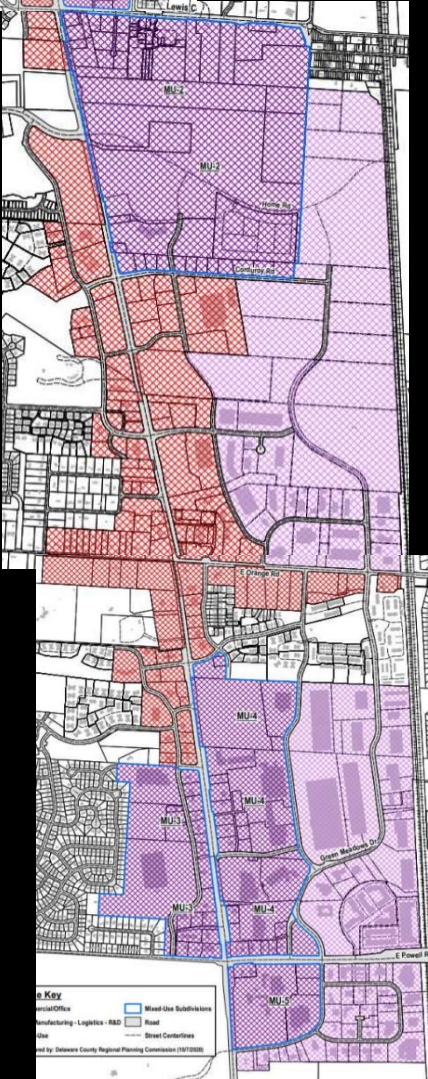 Lewis C
MU-2
MU-2
Home Rd
Corduroy Rd
E Orange Rd
MU-4
MU-4
MU-3
Green Meadows Dr
MU-3
MU-4
E Powell R
MU-5
e Key
ercial/Office
Manufacturing - Logistics - R&D
-Use
Mixed-Use Subdivisions
Road
Street Centerlines
red by: Delaware County Regional Planning Commission (10/7/2020)